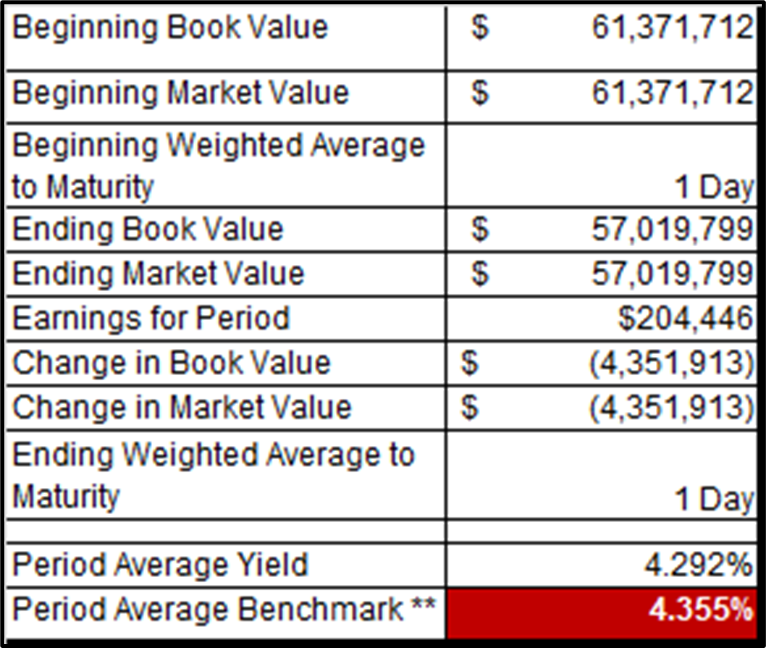 Beginning Book Value $ 61,371,712
Beginning Market Value $ 61,371,712
Beginning Weighted Average
to Maturity 1 Day
Ending Book Value $ 57,019,799
Ending Market Value $ 57,019,799
Earnings for Period $204,446
Change in Book Value $ (4,351,913)
Change in Market Value $ (4,351,913)
Ending Weighted Average to
Maturity 1 Day
Period Average Yield 4.292%
Period Average Benchmark ** 4.355%